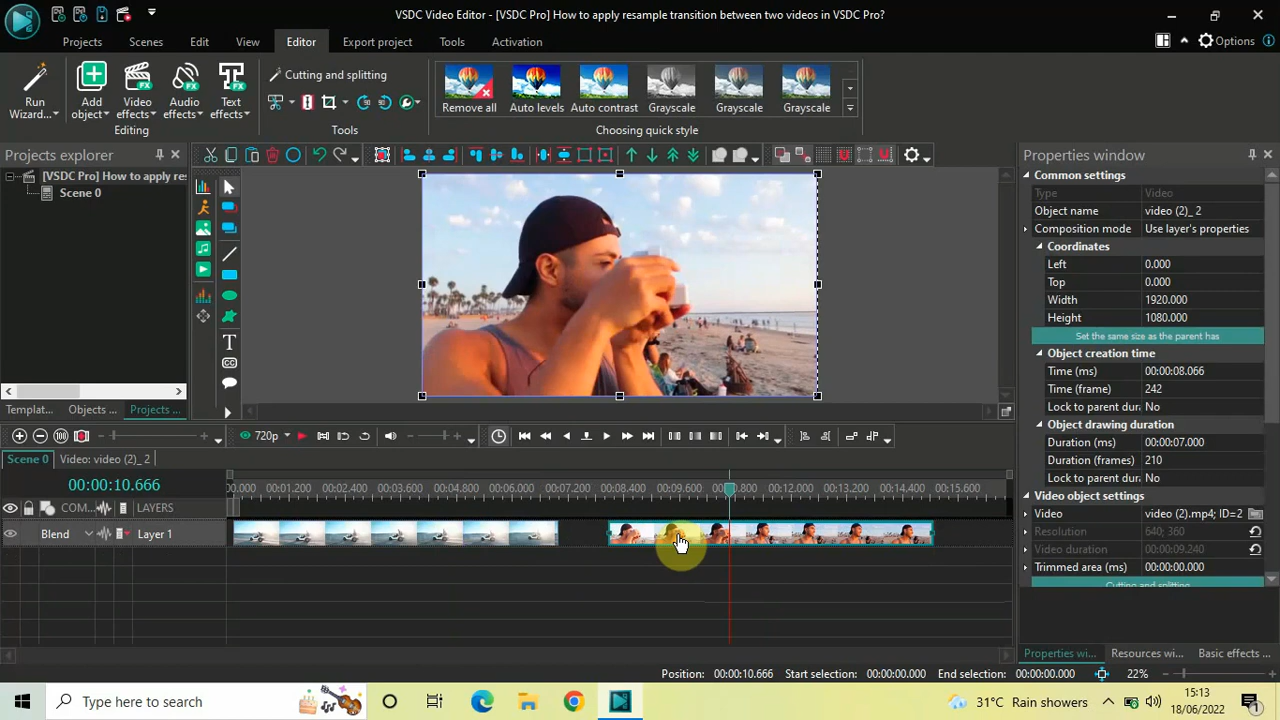 VSDC Video Editor - [VSDC Pro] How to apply resample transition between two videos in VSDC Pro?
Projects Scenes Edit View Editor Export project Tools Activation Options
Run Wizard...
Add object
Video effects
Audio effects
Text effects
Editing
Cutting and splitting
Tools
Remove all
Auto levels
Auto contrast
Grayscale
Grayscale
Grayscale
Choosing quick style
Projects explorer
[VSDC Pro] How to apply res
Scene 0
Templat... Objects ... Projects ...
Properties window
Common settings
Type Video
Object name video (2)_ 2
Composition mode Use layer's properties
Coordinates
Left 0.000
Top 0.000
Width 1920.000
Height 1080.000
Set the same size as the parent has
Object creation time
Time (ms) 00:00:08.066
Time (frame) 242
Lock to parent dura No
Object drawing duration
Duration (ms) 00:00:07.000
Duration (frames) 210
Lock to parent dura No
Video object settings
Video video (2).mp4; ID=2
Resolution 640; 360
Video duration 00:00:09.240
Trimmed area (ms) 00:00:00.000
Cutting and splitting
Properties wi... Resources wi... Basic effects ...
720p
Scene 0 Video: video (2)_ 2
00:00:10.666
:00.000 00:01.200 00:02.400 00:03.600 00:04.800 00:06.000 00:07.200 00:08.400 00:09.600 00:10.800 00:12.000 00:13.200 00:14.400 00:15.600
COM... LAYERS
Blend Layer 1
Position: 00:00:10.666 Start selection: 00:00:00.000 End selection: 00:00:00.000 22%
Type here to search
31°C Rain showers
15:13
18/06/2022
1